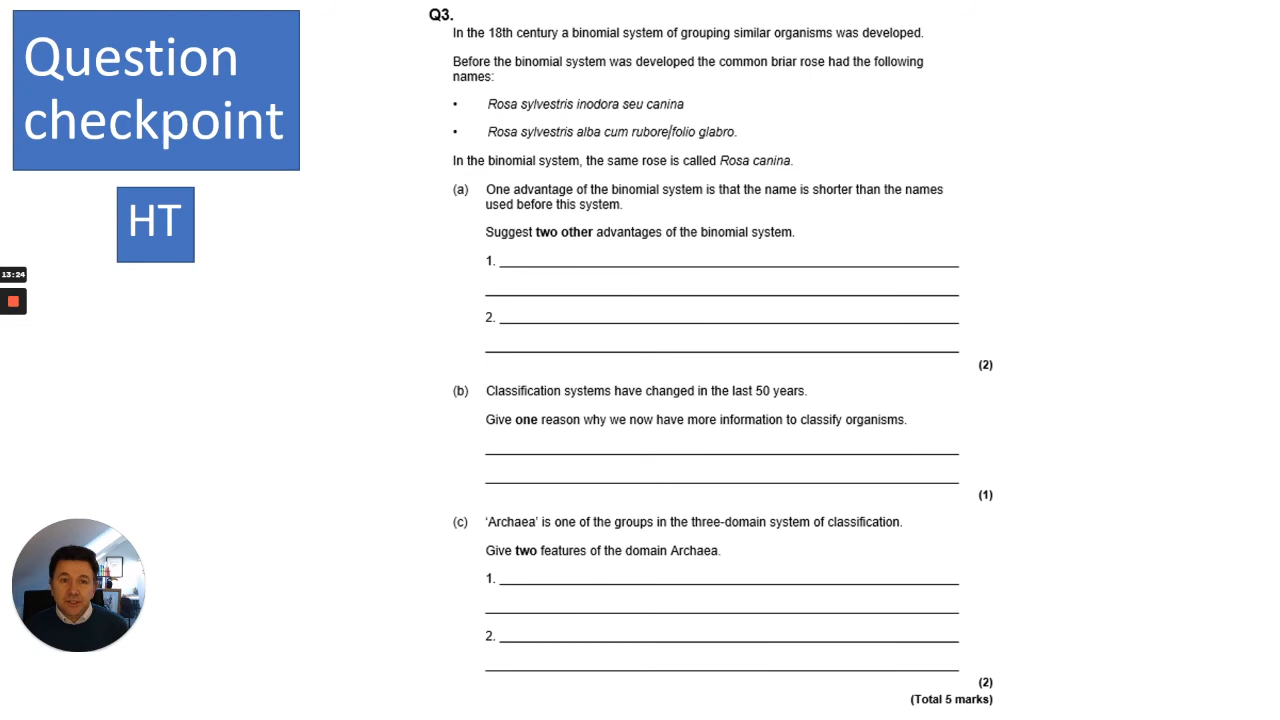 Question
checkpoint
HT
13:24
Q3.
In the 18th century a binomial system of grouping similar organisms was developed.
Before the binomial system was developed the common briar rose had the following
names:
• Rosa sylvestris inodora seu canina
• Rosa sylvestris alba cum rubore folio glabro.
In the binomial system, the same rose is called Rosa canina.
(a) One advantage of the binomial system is that the name is shorter than the names
used before this system.
Suggest two other advantages of the binomial system.
1.
2.
(2)
(b) Classification systems have changed in the last 50 years.
Give one reason why we now have more information to classify organisms.
(1)
(c) ‘Archaea’ is one of the groups in the three-domain system of classification.
Give two features of the domain Archaea.
1.
2.
(2)
(Total 5 marks)